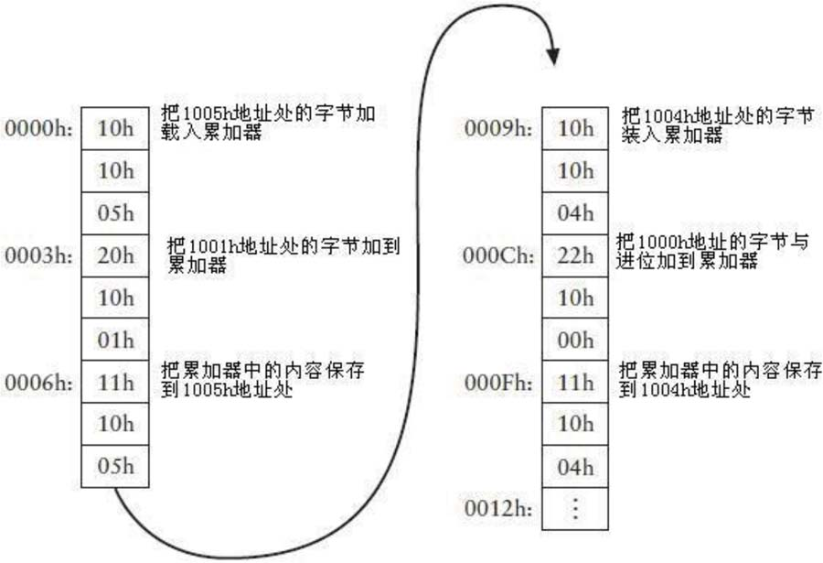 把1005h地址处的字节加
0000h: 10h 载入累加器
10h
05h
0003h: 20h 把1001h地址处的字节加到
累加器
10h
01h
0006h: 11h 把累加器中的内容保存
到1005h地址处
10h
05h
把1004h地址处的字节
0009h: 10h 装入累加器
10h
04h
000Ch: 22h 把1000h地址的字节与
进位加到累加器
10h
00h
000Fh: 11h 把累加器中的内容保存
到1004h地址处
10h
04h
0012h: ⋮